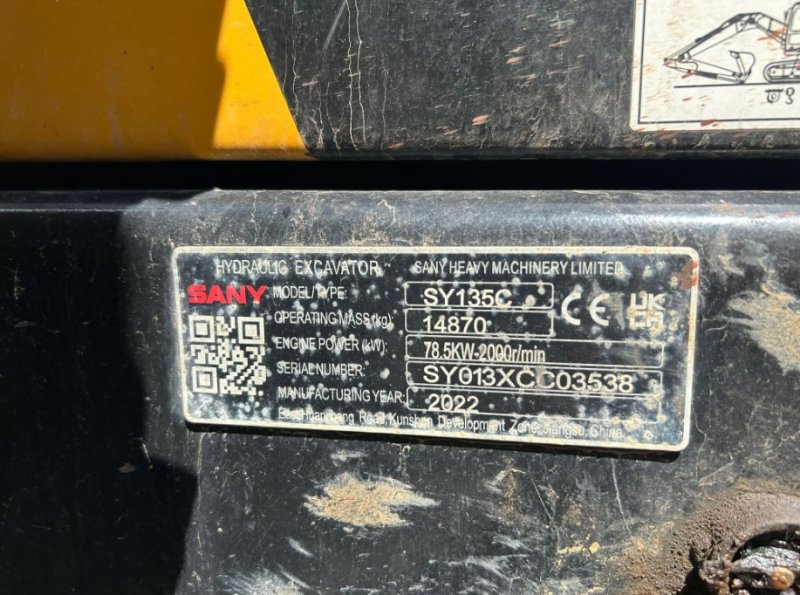 HYDRAULIC EXCAVATOR SANY HEAVY MACHINERY LIMITED
SANY MODEL/TYPE: SY135C CE UK CA
OPERATING MASS (kg): 14870
ENGINE POWER (kW): 78.5KW-2000r/min
SERIAL NUMBER: SY013XCC03538
MANUFACTURING YEAR: 2022
Road, Kunshan Development Zone, Jiangsu, China